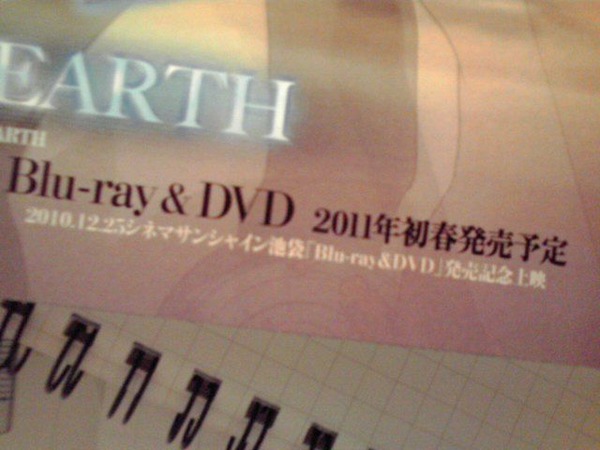 EARTH
EARTH
Blu-ray & DVD 2011年初春発売予定
2010.12.25シネマサンシャイン池袋「Blu-ray&DVD」発売記念上映